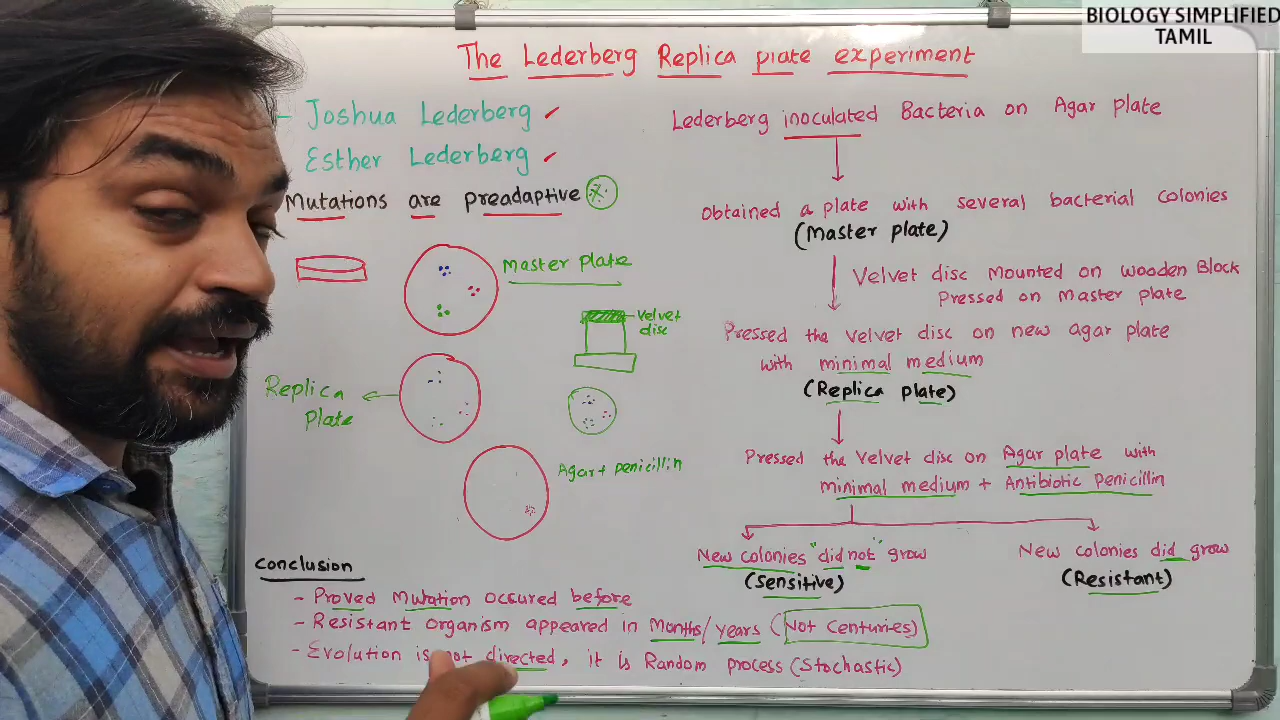 BIOLOGY SIMPLIFIED
TAMIL
The Lederberg Replica plate experiment
- Joshua Lederberg ✓
Esther Lederberg ✓
Mutations are preadaptive
Master plate
Velvet
disc
Replica
plate
Agar + Penicillin
Lederberg inoculated Bacteria on Agar plate
Obtained a plate with several bacterial colonies
(Master plate)
Velvet disc Mounted on wooden Block
Pressed on Master plate
Pressed the velvet disc on new agar plate
with minimal medium
(Replica plate)
Pressed the Velvet disc on Agar plate with
minimal medium + Antibiotic Penicillin
New colonies "did not" grow
(Sensitive)
New colonies did grow
(Resistant)
Conclusion
- Proved Mutation occured before
- Resistant organism appeared in Months/years (Not Centuries)
- Evolution is not directed, it is Random process (Stochastic)